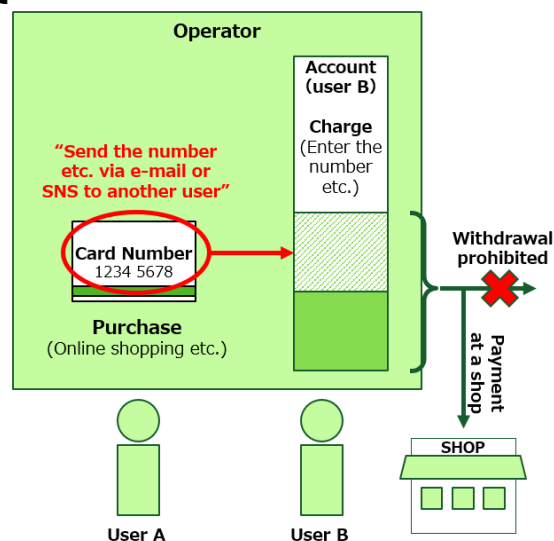 Operator
Account
(user B)
Charge
(Enter the
number
etc.)
“Send the number
etc. via e-mail or
SNS to another user”
Card Number
1234 5678
Purchase
(Online shopping etc.)
Withdrawal
prohibited
Payment
at a shop
SHOP
User A
User B